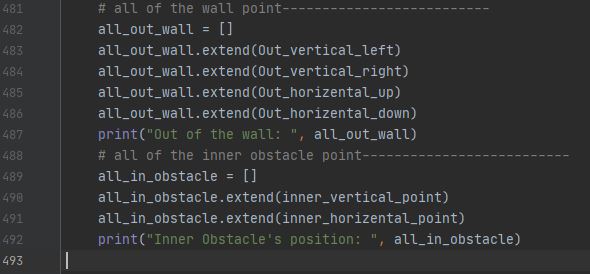 481 # all of the wall point--------------------------
482 all_out_wall = []
483 all_out_wall.extend(Out_vertical_left)
484 all_out_wall.extend(Out_vertical_right)
485 all_out_wall.extend(Out_horizental_up)
486 all_out_wall.extend(Out_horizental_down)
487 print("Out of the wall: ", all_out_wall)
488 # all of the inner obstacle point--------------------------
489 all_in_obstacle = []
490 all_in_obstacle.extend(inner_vertical_point)
491 all_in_obstacle.extend(inner_horizental_point)
492 print("Inner Obstacle's position: ", all_in_obstacle)
493